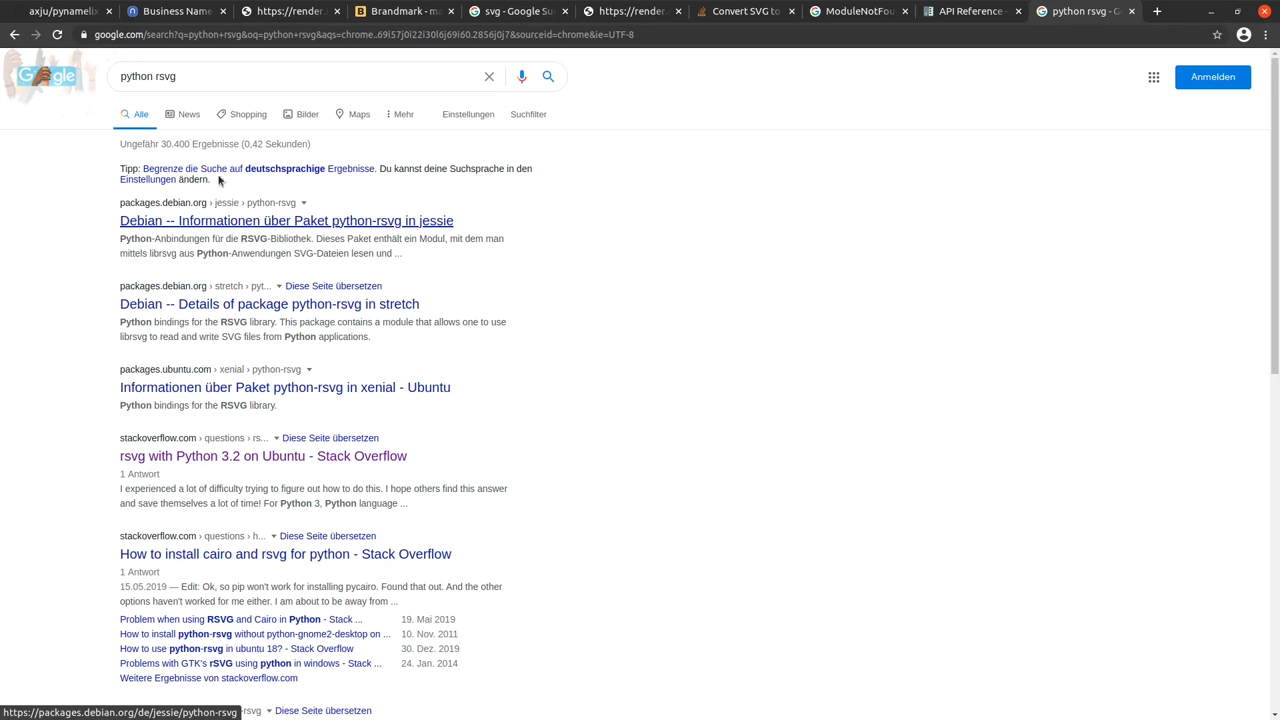 axju/pyndamics
Business News
Brandmark - ma
svg - Google Su
https://render.
https://render.
Convert SVG to
ModuleNotFou
API Reference
python rsvg - G
google.com/search?q=python+rsvg&oq=python+rsvg&aqs=chrome..69i57j0i22i30l6j69i60.2856j0j7&sourceid=chrome&ie=UTF-8
Google
python rsvg
Anmelden
Alle
News
Shopping
Bilder
Maps
Mehr
Einstellungen
Suchfilter
Ungefähr 30.400 Ergebnisse (0,42 Sekunden)
Tipp: Begrenze die Suche auf deutschsprachige Ergebnisse. Du kannst deine Suchsprache in den
Einstellungen ändern.
packages.debian.org › jessie › python-rsvg
Debian -- Informationen über Paket python-rsvg in jessie
Python-Anbindungen für die RSVG-Bibliothek. Dieses Paket enthält ein Modul, mit dem man
mittels librsvg aus Python-Anwendungen SVG-Dateien lesen und ...
packages.debian.org › stretch › pyt... Diese Seite übersetzen
Debian -- Details of package python-rsvg in stretch
Python bindings for the RSVG library. This package contains a module that allows one to use
librsvg to read and write SVG files from Python applications.
packages.ubuntu.com › xenial › python-rsvg
Informationen über Paket python-rsvg in xenial - Ubuntu
Python bindings for the RSVG library.
stackoverflow.com › questions › rs... Diese Seite übersetzen
rsvg with Python 3.2 on Ubuntu - Stack Overflow
1 Antwort
I experienced a lot of difficulty trying to figure out how to do this. I hope others find this answer
and save themselves a lot of time! For Python 3, Python language ...
stackoverflow.com › questions › h... Diese Seite übersetzen
How to install cairo and rsvg for python - Stack Overflow
1 Antwort
15.05.2019 — Edit: Ok, so pip won't work for installing pycairo. Found that out. And the other
options haven't worked for me either. I am about to be away from ...
Problem when using RSVG and Cairo in Python - Stack ... 19. Mai 2019
How to install python-rsvg without python-gnome2-desktop on ... 10. Nov. 2011
How to use python-rsvg in ubuntu 18? - Stack Overflow 30. Dez. 2019
Problems with GTK's rSVG using python in windows - Stack ... 24. Jan. 2014
Weitere Ergebnisse von stackoverflow.com
https://packages.debian.org/de/jessie/python-rsvg
-rsvg Diese Seite übersetzen